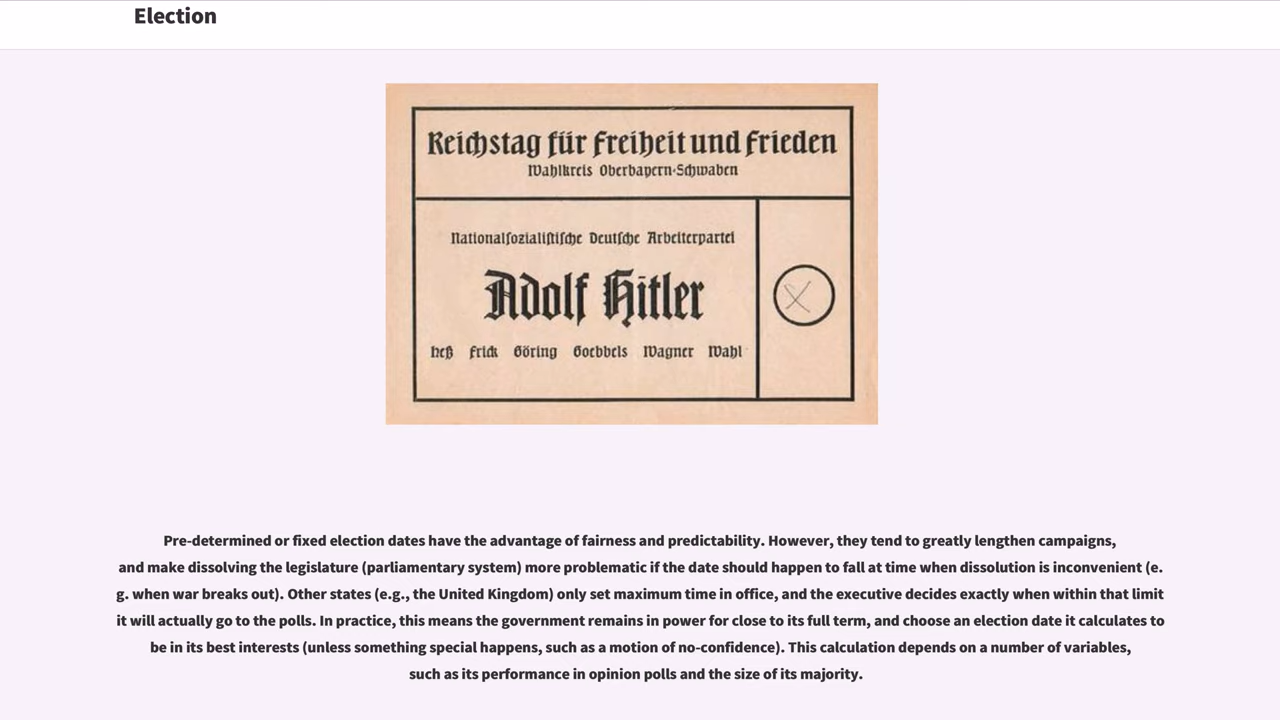 Election
Reichstag für Freiheit und Frieden
Wahlkreis Oberbayern-Schwaben
Nationalsozialistische Deutsche Arbeiterpartei
Adolf Hitler
Heß Frick Göring Goebbels Wagner Wahl
Pre-determined or fixed election dates have the advantage of fairness and predictability. However, they tend to greatly lengthen campaigns,
and make dissolving the legislature (parliamentary system) more problematic if the date should happen to fall at time when dissolution is inconvenient (e.
g. when war breaks out). Other states (e.g., the United Kingdom) only set maximum time in office, and the executive decides exactly when within that limit
it will actually go to the polls. In practice, this means the government remains in power for close to its full term, and choose an election date it calculates to
be in its best interests (unless something special happens, such as a motion of no-confidence). This calculation depends on a number of variables,
such as its performance in opinion polls and the size of its majority.